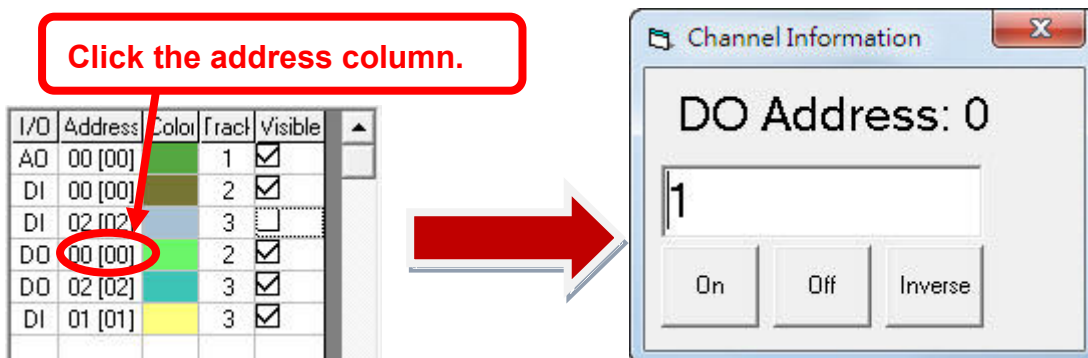 Click the address column.
I/O Address Color Track Visible
AO 00 [00] 1
DI 00 [00] 2
DI 02 [02] 3
DO 00 [00] 2
DO 02 [02] 3
DI 01 [01] 3
Channel Information
DO Address: 0
1
On Off Inverse